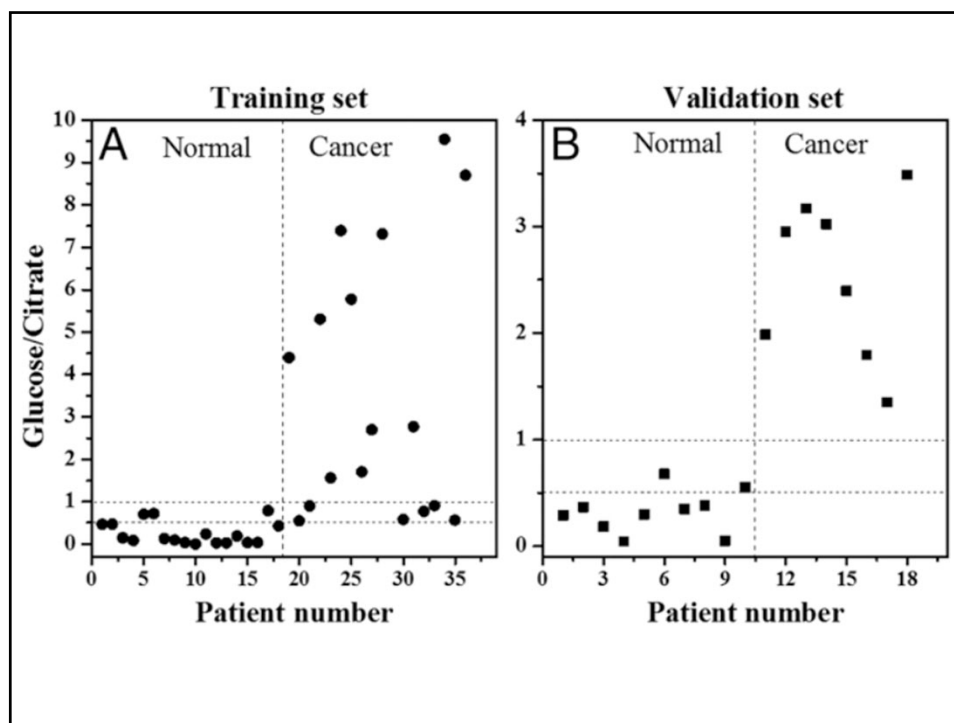 Training set
A
Normal
Cancer
10
9
8
7
6
5
4
3
2
1
0
0 5 10 15 20 25 30 35
Glucose/Citrate
Patient number
Validation set
B
Normal
Cancer
4
3
2
1
0
0 3 6 9 12 15 18
Patient number